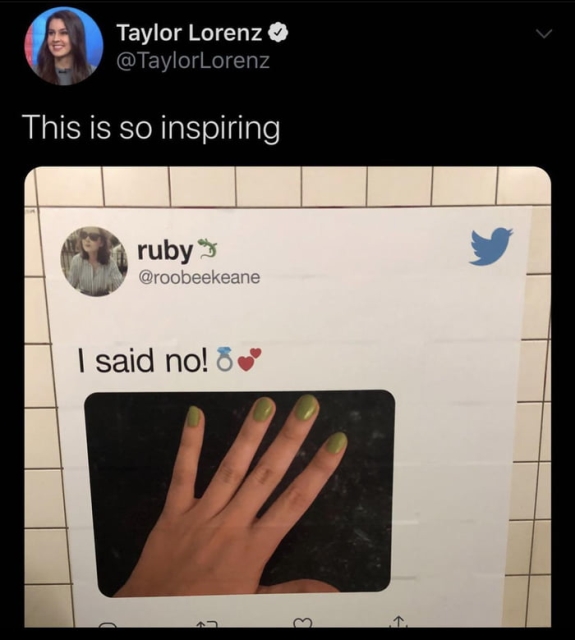 Taylor Lorenz
@TaylorLorenz
This is so inspiring
ruby🦎
@roobeekeane
I said no!💍💕